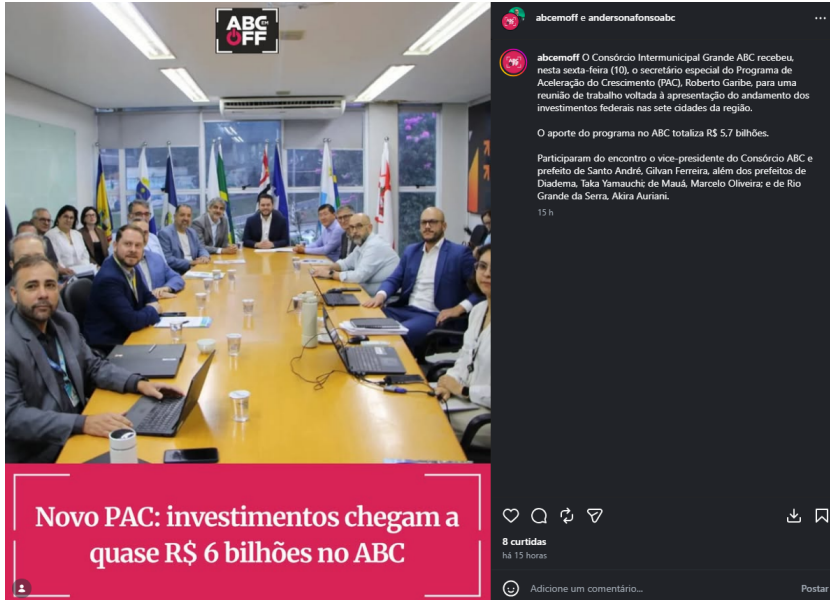 ABC EM
OFF
Novo PAC: investimentos chegam a
quase R$ 6 bilhões no ABC
abcemoff e andersonafonsoabc
abcemoff O Consórcio Intermunicipal Grande ABC recebeu,
nesta sexta-feira (10), o secretário especial do Programa de
Aceleração do Crescimento (PAC), Roberto Garibe, para uma
reunião de trabalho voltada à apresentação do andamento dos
investimentos federais nas sete cidades da região.
O aporte do programa no ABC totaliza R$ 5,7 bilhões.
Participaram do encontro o vice-presidente do Consórcio ABC e
prefeito de Santo André, Gilvan Ferreira, além dos prefeitos de
Diadema, Taka Yamauchi; de Mauá, Marcelo Oliveira; e de Rio
Grande da Serra, Akira Auriani.
15 h
8 curtidas
há 15 horas
Adicione um comentário...
Postar